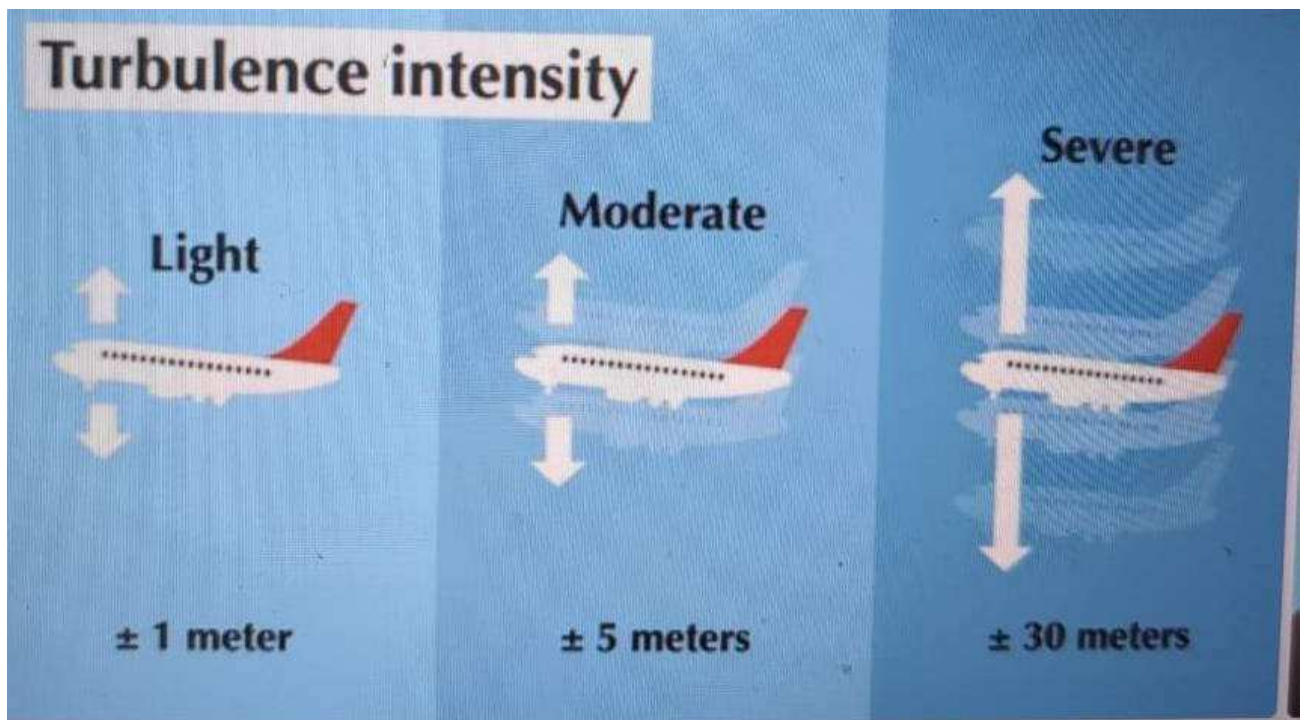 Turbulence intensity
Light
Moderate
Severe
± 1 meter
± 5 meters
± 30 meters